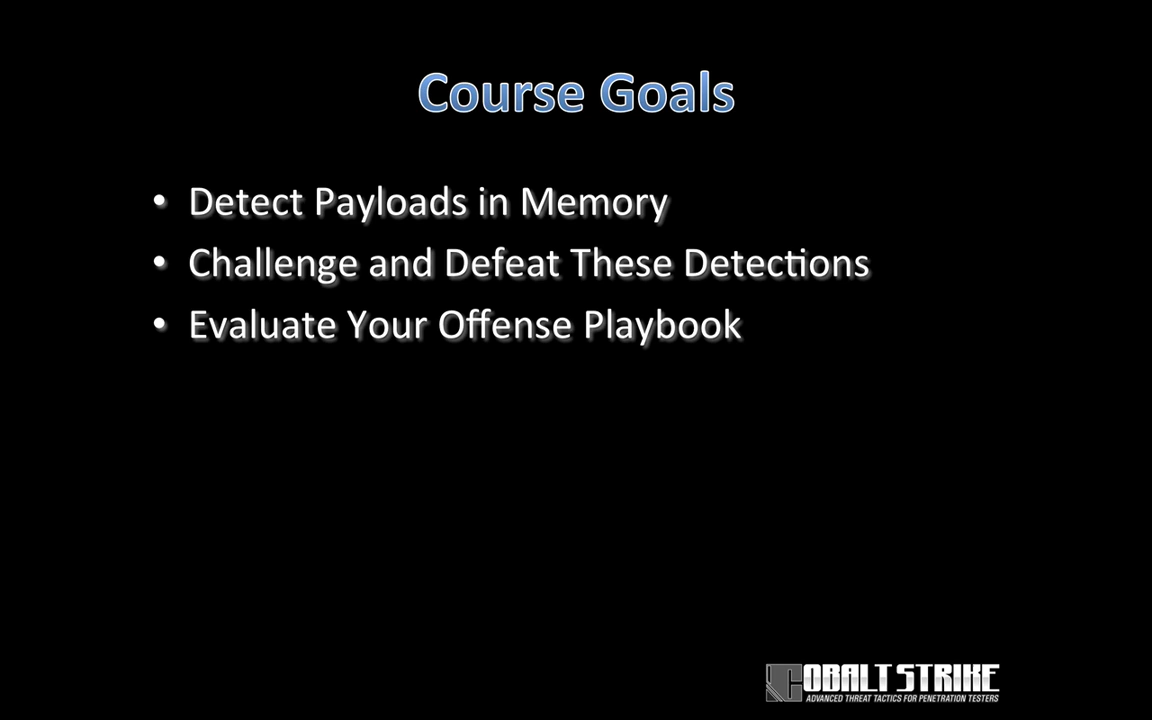 Course Goals
• Detect Payloads in Memory
• Challenge and Defeat These Detections
• Evaluate Your Offense Playbook
COBALT STRIKE
ADVANCED THREAT TACTICS FOR PENETRATION TESTERS